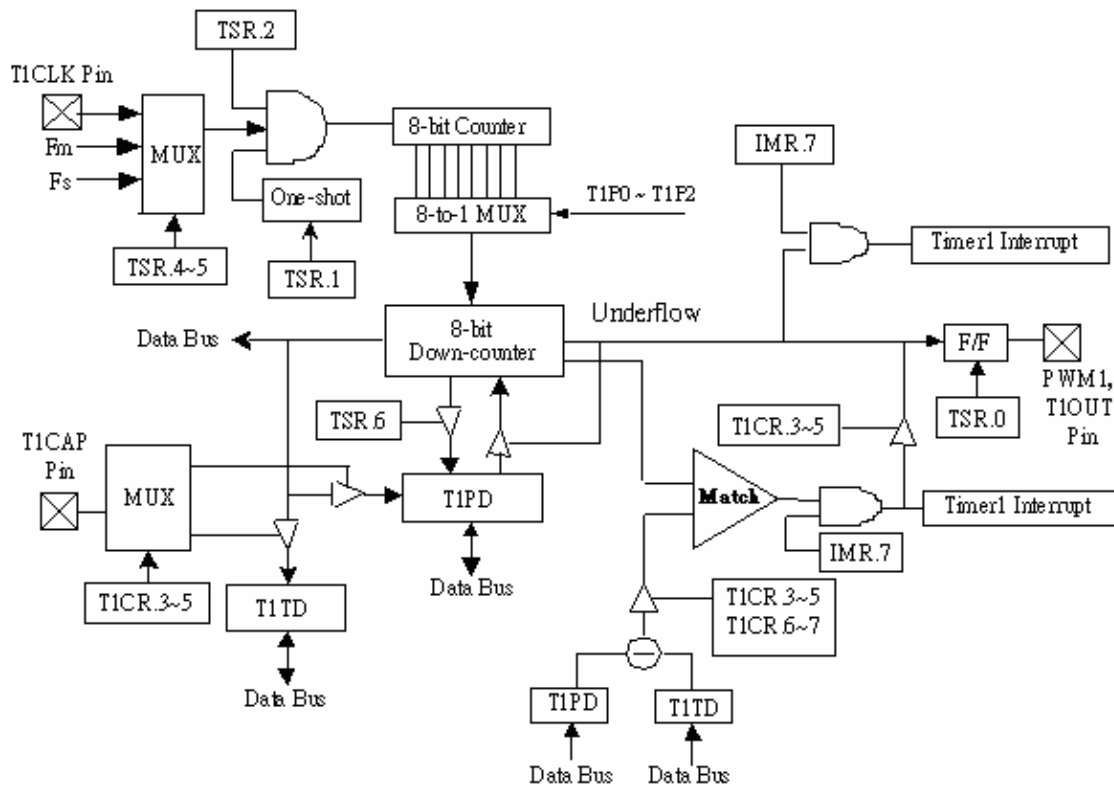 TSR.2
T1CLK Pin
MUX
Fm
Fs
8-bit Counter
One-shot
8-to-1 MUX
T1P0 ~ T1P2
TSR.4~5
TSR.1
IMR.7
Timer1 Interrupt
Data Bus
8-bit
Down-counter
Underflow
F/F
PWM1,
T1OUT
Pin
TSR.0
TSR.6
T1CR.3~5
T1CAP
Pin
MUX
T1PD
Match
Timer1 Interrupt
IMR.7
T1CR.3~5
T1TD
Data Bus
Data Bus
T1CR.3~5
T1CR.6~7
T1PD
T1TD
Data Bus
Data Bus